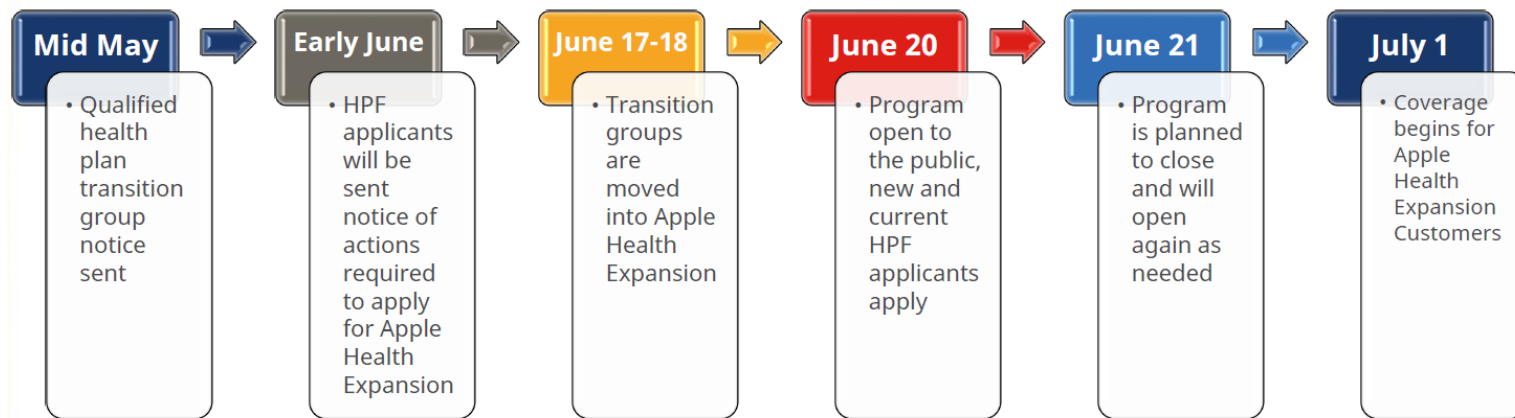 Mid May
• Qualified
health
plan
transition
group
notice
sent
Early June
• HPF
applicants
will be
sent
notice of
actions
required
to apply
for Apple
Health
Expansion
June 17-18
• Transition
groups
are
moved
into Apple
Health
Expansion
June 20
• Program
open to
the public,
new and
current
HPF
applicants
apply
June 21
• Program
is planned
to close
and will
open
again as
needed
July 1
• Coverage
begins for
Apple
Health
Expansion
Customers